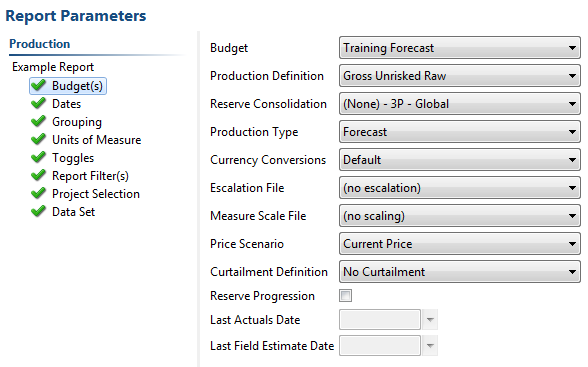 Report Parameters
Production
Example Report
Budget(s)
Dates
Grouping
Units of Measure
Toggles
Report Filter(s)
Project Selection
Data Set
Budget Training Forecast
Production Definition Gross Unrisked Raw
Reserve Consolidation (None) - 3P - Global
Production Type Forecast
Currency Conversions Default
Escalation File (no escalation)
Measure Scale File (no scaling)
Price Scenario Current Price
Curtailment Definition No Curtailment
Reserve Progression
Last Actuals Date
Last Field Estimate Date